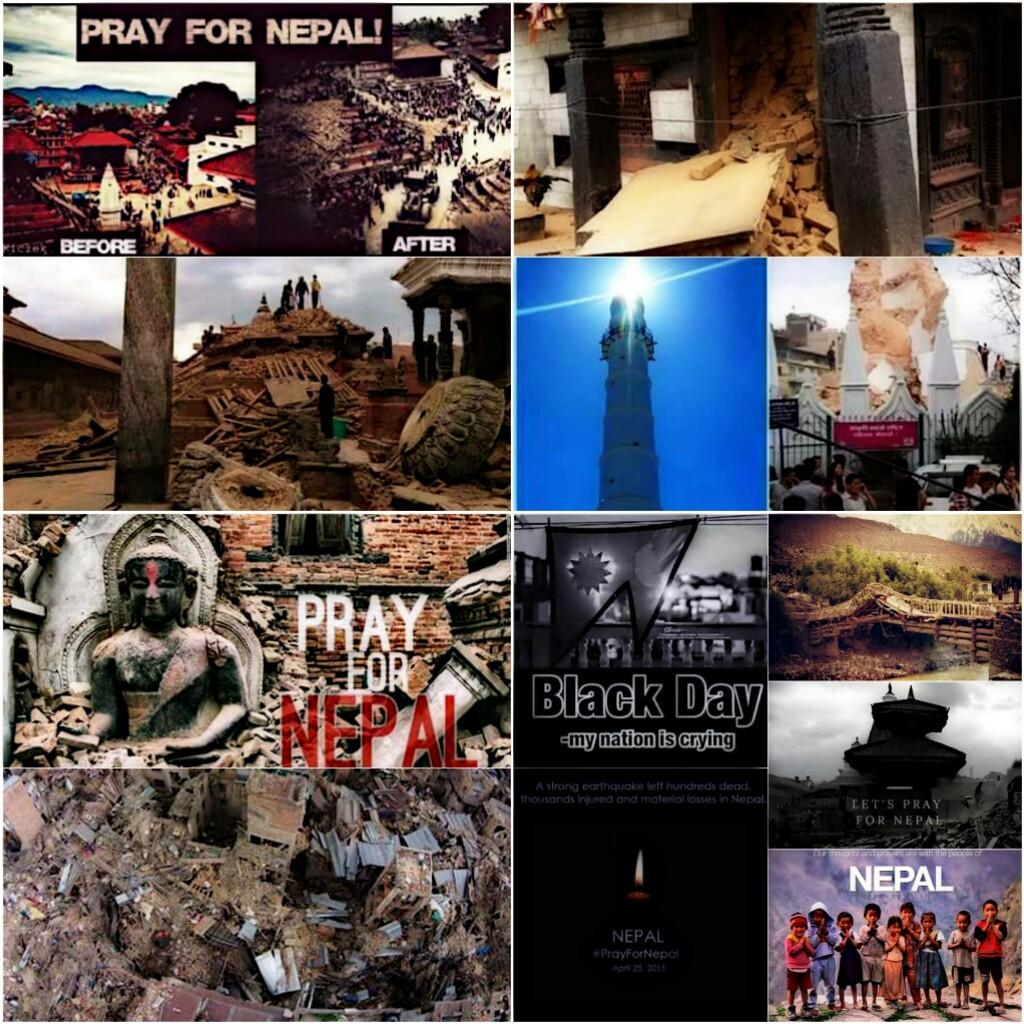 PRAY FOR NEPAL!
BEFORE
AFTER
PRAY
FOR
NEPAL
Black Day
-my nation is crying
A strong earthquake left hundreds dead,
thousands injured and material losses in Nepal.
NEPAL
#PrayForNepal
April 25, 2015
LET'S PRAY
FOR NEPAL
Our thoughts and prayers are with the people of
NEPAL